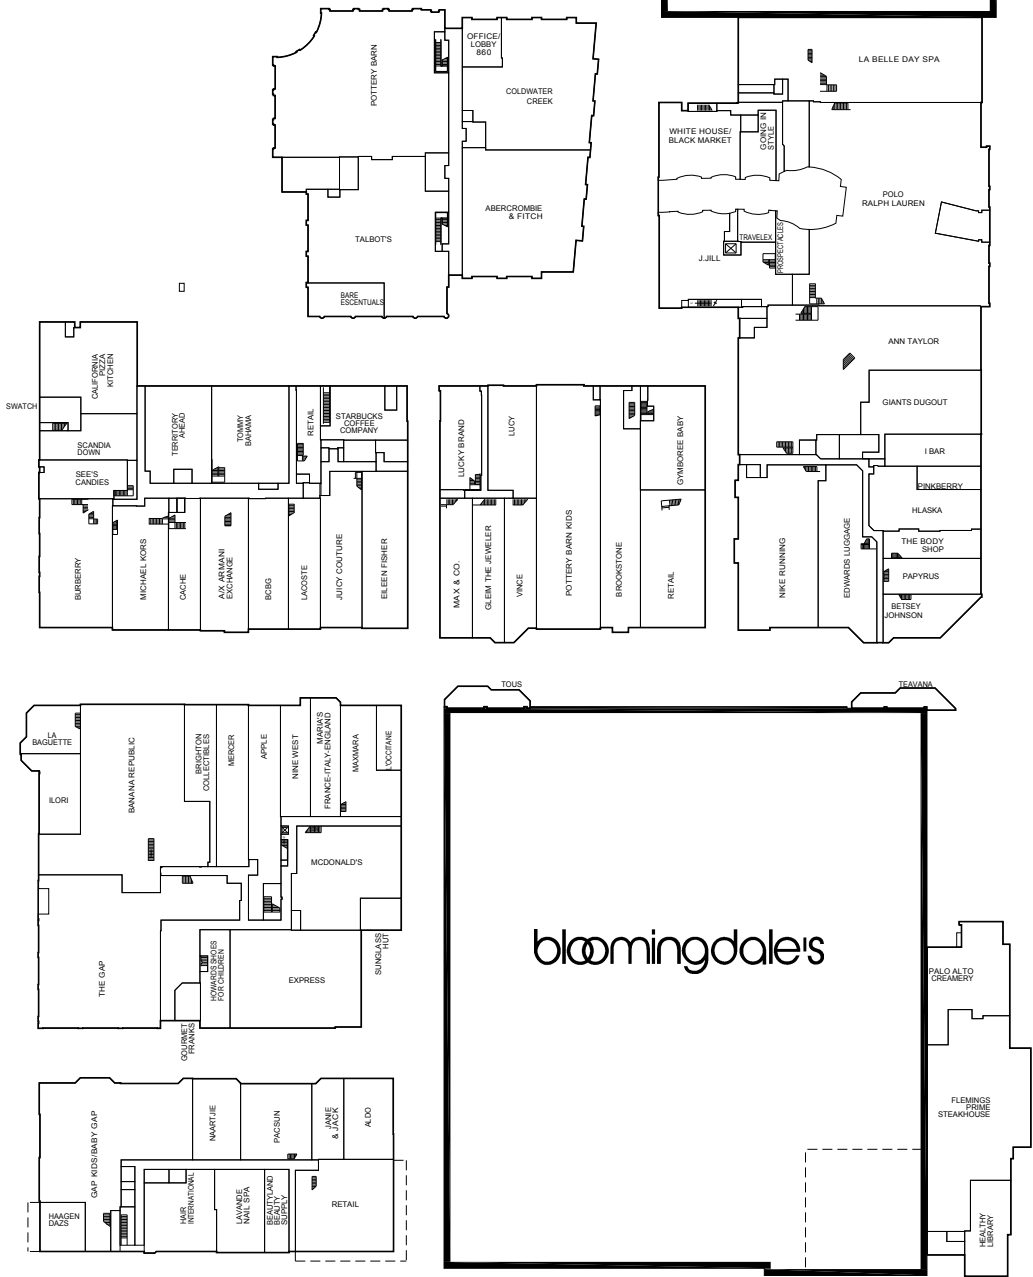 POTTERY BARN
OFFICE/
LOBBY
860
COLDWATER
CREEK
TALBOT'S
ABERCROMBIE
& FITCH
BARE
ESCENTUALS
LA BELLE DAY SPA
WHITE HOUSE/
BLACK MARKET
GOING IN
STYLE
POLO
RALPH LAUREN
TRAVELEX
PROSPECTACLES
J.JILL
ANN TAYLOR
GIANTS DUGOUT
I BAR
PINKBERRY
HLASKA
THE BODY
SHOP
PAPYRUS
BETSEY
JOHNSON
NIKE RUNNING
EDWARDS LUGGAGE
CALIFORNIA
PIZZA
KITCHEN
SWATCH
SCANDIA
DOWN
SEE'S
CANDIES
TERRITORY
AHEAD
TOMMY
BAHAMA
RETAIL
STARBUCKS
COFFEE
COMPANY
BURBERRY
MICHAEL KORS
CACHE
A/X ARMANI
EXCHANGE
BCBG
LACOSTE
JUICY COUTURE
EILEEN FISHER
LUCKY BRAND
LUCY
GYMBOREE BABY
MAX & CO.
GLEIM THE JEWELER
VINCE
POTTERY BARN KIDS
BROOKSTONE
RETAIL
LA
BAGUETTE
ILORI
BANANA REPUBLIC
BRIGHTON
COLLECTIBLES
MERCER
APPLE
NINE WEST
MARIA'S
FRANCE-ITALY-ENGLAND
MAXMARA
L'OCCITANE
MCDONALD'S
THE GAP
HOWARDS SHOES
FOR CHILDREN
EXPRESS
SUNGLASS
HUT
GOURMET
FRANKS
TOUS
TEAVANA
bloomingdale's
PALO ALTO
CREAMERY
FLEMINGS
PRIME
STEAKHOUSE
HEALTHY
LIBRARY
GAP KIDS/BABY GAP
NAARTJIE
PACSUN
JANIE
& JACK
ALDO
HAAGEN
DAZS
HAIR
INTERNATIONAL
LAVANDE
NAIL SPA
BEAUTYLAND
BEAUTY
SUPPLY
RETAIL